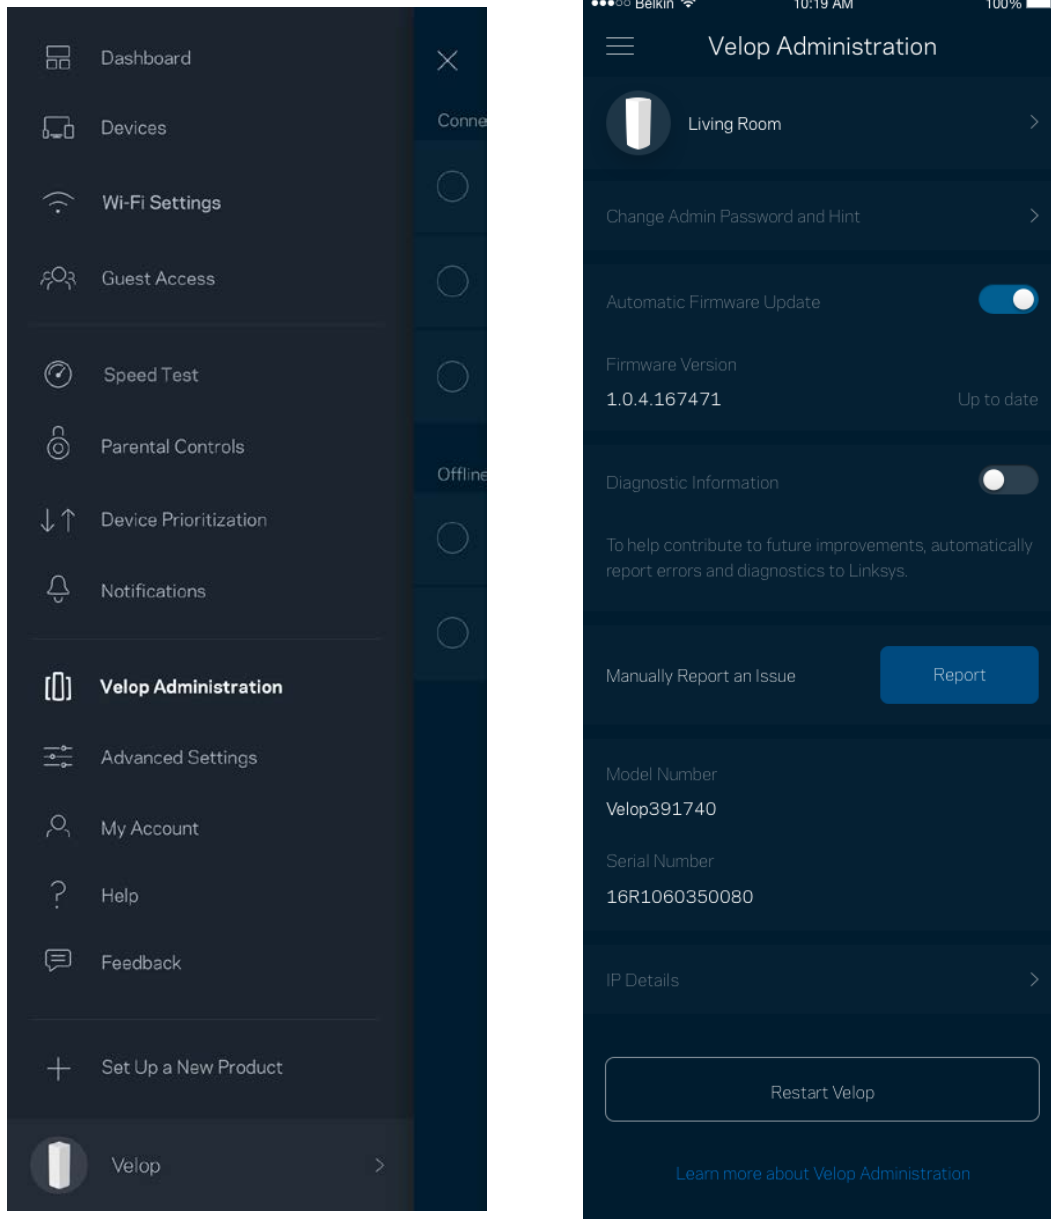 Dashboard
Devices
Wi-Fi Settings
Guest Access
Speed Test
Parental Controls
Device Prioritization
Notifications
Velop Administration
Advanced Settings
My Account
Help
Feedback
Set Up a New Product
Velop
Conne
Offline
Belkin 10:19 AM 100%
Velop Administration
Living Room
Change Admin Password and Hint
Automatic Firmware Update
Firmware Version
1.0.4.167471 Up to date
Diagnostic Information
To help contribute to future improvements, automatically
report errors and diagnostics to Linksys.
Manually Report an Issue Report
Model Number
Velop391740
Serial Number
16R1060350080
IP Details
Restart Velop
Learn more about Velop Administration